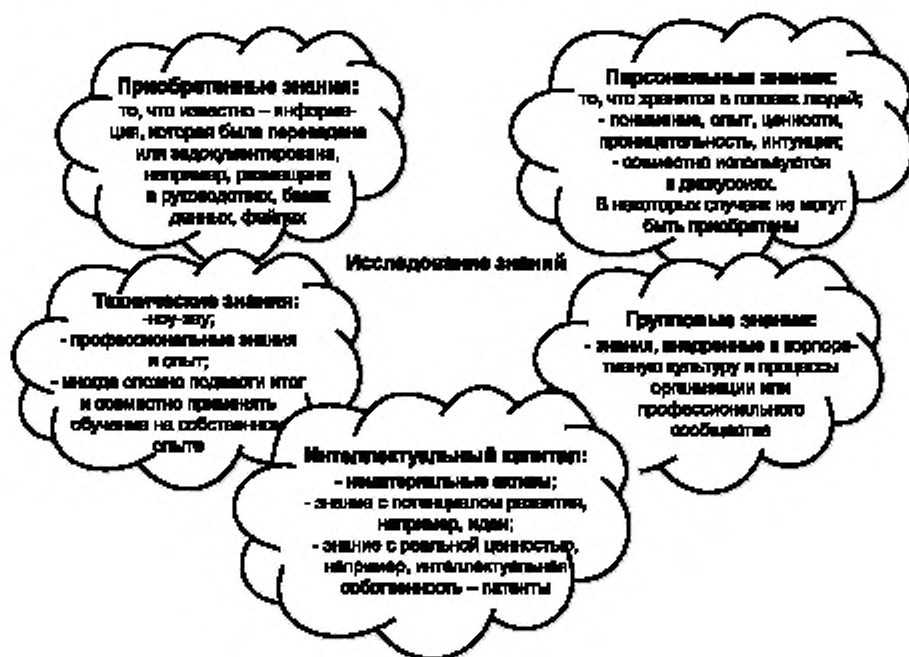 Приобретенные знания:
то, что известно – информа-
ция, которая была переведена
или задокументирована,
например, размещена
в руководствах, базах
данных, файлах
Персональные знания:
то, что хранится в головах людей;
- понимание, опыт, ценности,
проницательность, интуиция;
- совместно используются
в дискуссиях.
В некоторых случаях не могут
быть приобретены
Исследование знаний
Технические знания:
-ноу-хау;
- профессиональные знания
и опыт;
- иногда сложно подвести итог
и совместно применять
обучение на собственном
опыте
Групповые знания:
- знания, внедренные в корпора-
тивную культуру и процессы
организации или
профессионального
сообщества
Интеллектуальный капитал:
- нематериальные активы;
- знание с потенциалом развития,
например, идеи;
- знание с реальной ценностью,
например, интеллектуальная
собственность – патенты